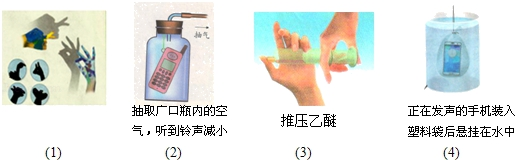 抽气
抽取广口瓶内的空
气，听到铃声减小
推压乙醚
正在发声的手机装入
塑料袋后悬挂在水中
(1) (2) (3) (4)